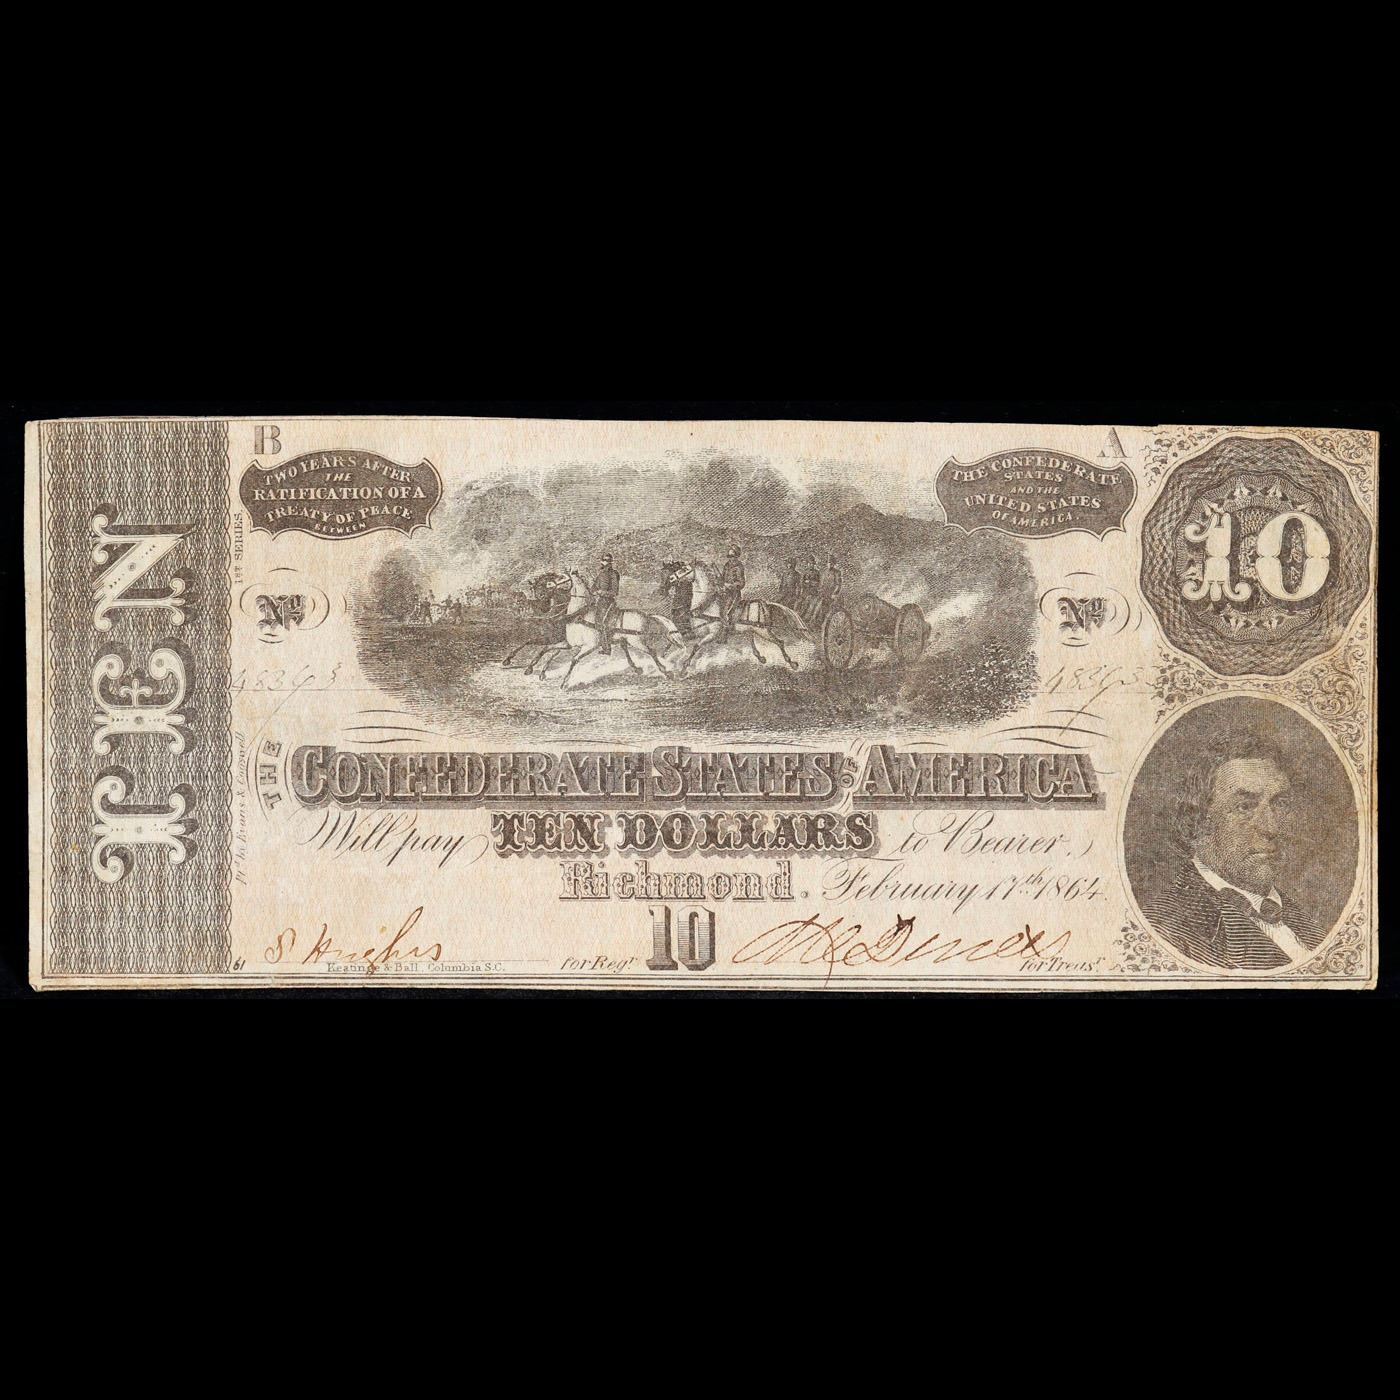 B
A
TEN
TWO YEARS AFTER
THE
RATIFICATION OF A
TREATY OF PEACE
BETWEEN
THE CONFEDERATE
STATES
AND THE
UNITED STATES
OF AMERICA.
10
1ST SERIES
No
No
THE CONFEDERATE STATES OF AMERICA
Will pay TEN DOLLARS to Bearer.
Richmond. February 17th 1864.
S Hughes
for Regr
10
for Treasr
61
Keatinge & Ball, Columbia S.C.